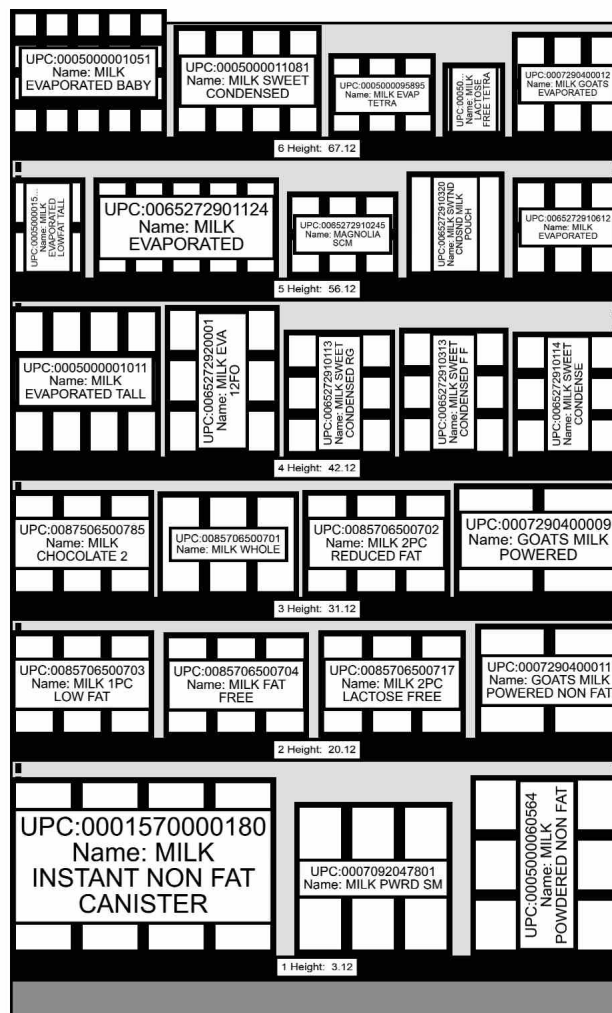 UPC:0005000001051
Name: MILK
EVAPORATED BABY
UPC:0005000011081
Name: MILK SWEET
CONDENSED
UPC:0005000095895
Name: MILK EVAP
TETRA
UPC:00050...
Name: MILK
LACTOSE
FREE TETRA
UPC:0007290400012
Name: MILK GOATS
EVAPORATED
6 Height: 67.12
UPC:0005000015...
Name: MILK
EVAPORATED
LOWFAT TALL
UPC:0065272901124
Name: MILK
EVAPORATED
UPC:0065272910245
Name: MAGNOLIA
SCM
UPC:0065272910320
Name: MILK SWTND
CNDSND MILK
POUCH
UPC:0065272910612
Name: MILK
EVAPORATED
5 Height: 56.12
UPC:0005000001011
Name: MILK
EVAPORATED TALL
UPC:0065272920001
Name: MILK EVA
12FO
UPC:0065272910113
Name: MILK SWEET
CONDENSED RG
UPC:0065272910313
Name: MILK SWEET
CONDENSED F F
UPC:0065272910114
Name: MILK SWEET
CONDENSE
4 Height: 42.12
UPC:0087506500785
Name: MILK
CHOCOLATE 2
UPC:0085706500701
Name: MILK WHOLE
UPC:0085706500702
Name: MILK 2PC
REDUCED FAT
UPC:0007290400009
Name: GOATS MILK
POWERED
3 Height: 31.12
UPC:0085706500703
Name: MILK 1PC
LOW FAT
UPC:0085706500704
Name: MILK FAT
FREE
UPC:0085706500717
Name: MILK 2PC
LACTOSE FREE
UPC:0007290400011
Name: GOATS MILK
POWERED NON FAT
2 Height: 20.12
UPC:0001570000180
Name: MILK
INSTANT NON FAT
CANISTER
UPC:0007092047801
Name: MILK PWRD SM
UPC:0005000060564
Name: MILK
POWDERED NON FAT
1 Height: 3.12